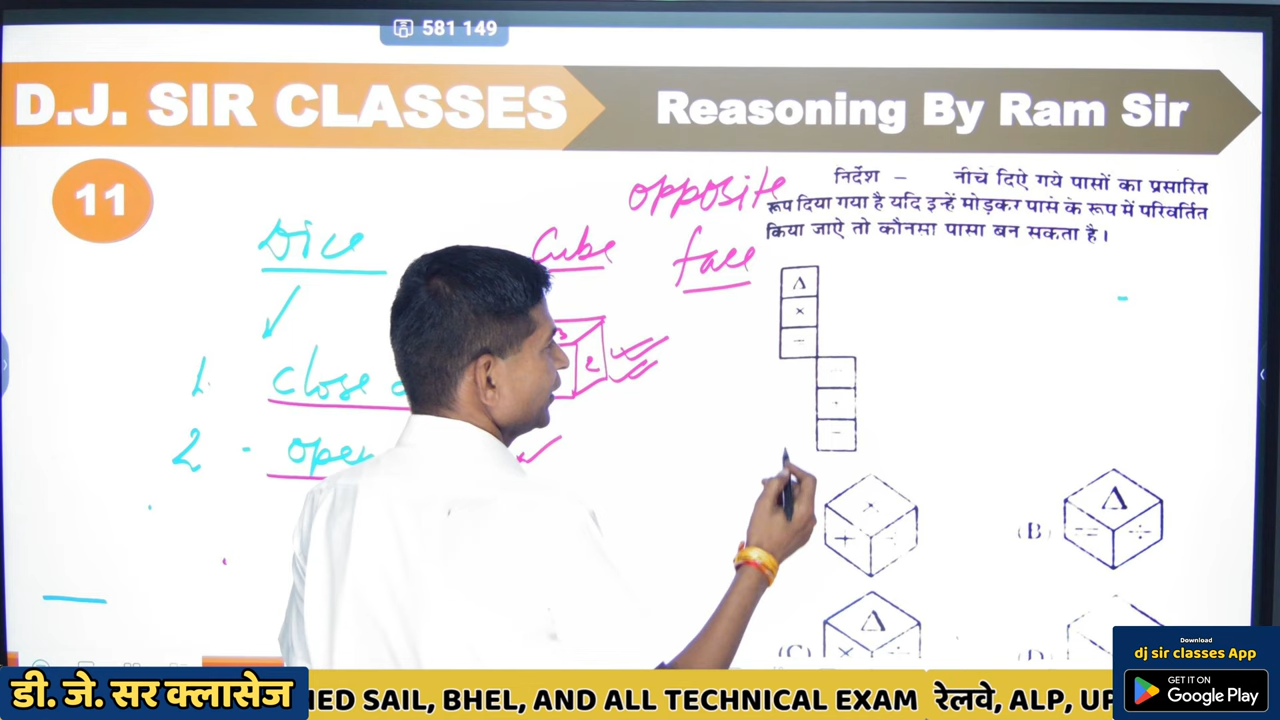 581 149
D.J. SIR CLASSES
Reasoning By Ram Sir
11
निर्देश – नीचे दिऐ गये पासों का प्रसारित
रूप दिया गया है यदि इन्हें मोड़कर पासे के रूप में परिवर्तित
किया जाऐ तो कौनसा पासा बन सकता है।
opposite
face
Dice
Cube
1. Close
2 - ope
Δ
×
=
−
×
+
(B)
Δ
==
÷
(C)
Δ
×
Download
dj sir classes App
GET IT ON
Google Play
डी. जे. सर क्लासेज
HED SAIL, BHEL, AND ALL TECHNICAL EXAM रेलवे, ALP, UP